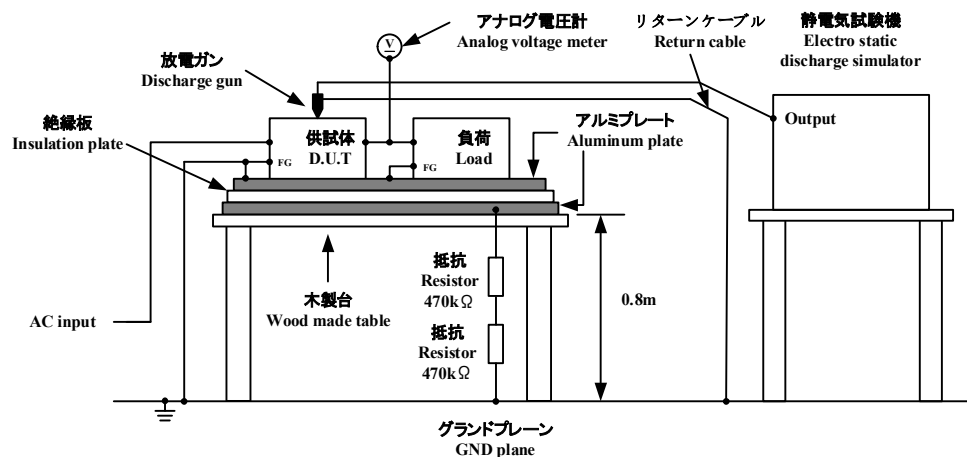 アナログ電圧計
Analog voltage meter
リターンケーブル
Return cable
静電気試験機
Electro static
discharge simulator
放電ガン
Discharge gun
V
絶縁板
Insulation plate
供試体
D.U.T
FG
負荷
Load
FG
アルミプレート
Aluminum plate
Output
抵抗
Resistor
470kΩ
木製台
Wood made table
0.8m
AC input
抵抗
Resistor
470kΩ
グランドプレーン
GND plane